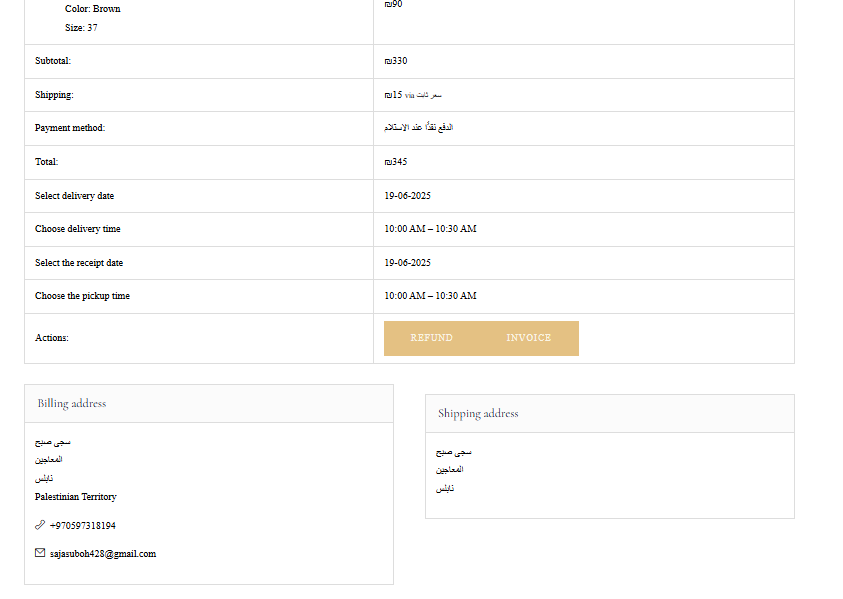 Color: Brown
₪90
Size: 37
Subtotal:
₪330
Shipping:
₪15 via سعر ثابت
Payment method:
الدفع نقدًا عند الاستلام
Total:
₪345
Select delivery date
19-06-2025
Choose delivery time
10:00 AM – 10:30 AM
Select the receipt date
19-06-2025
Choose the pickup time
10:00 AM – 10:30 AM
Actions:
REFUND
INVOICE
Billing address
سجى صبح
المعاجين
نابلس
Palestinian Territory
+970597318194
sajasuboh428@gmail.com
Shipping address
سجى صبح
المعاجين
نابلس